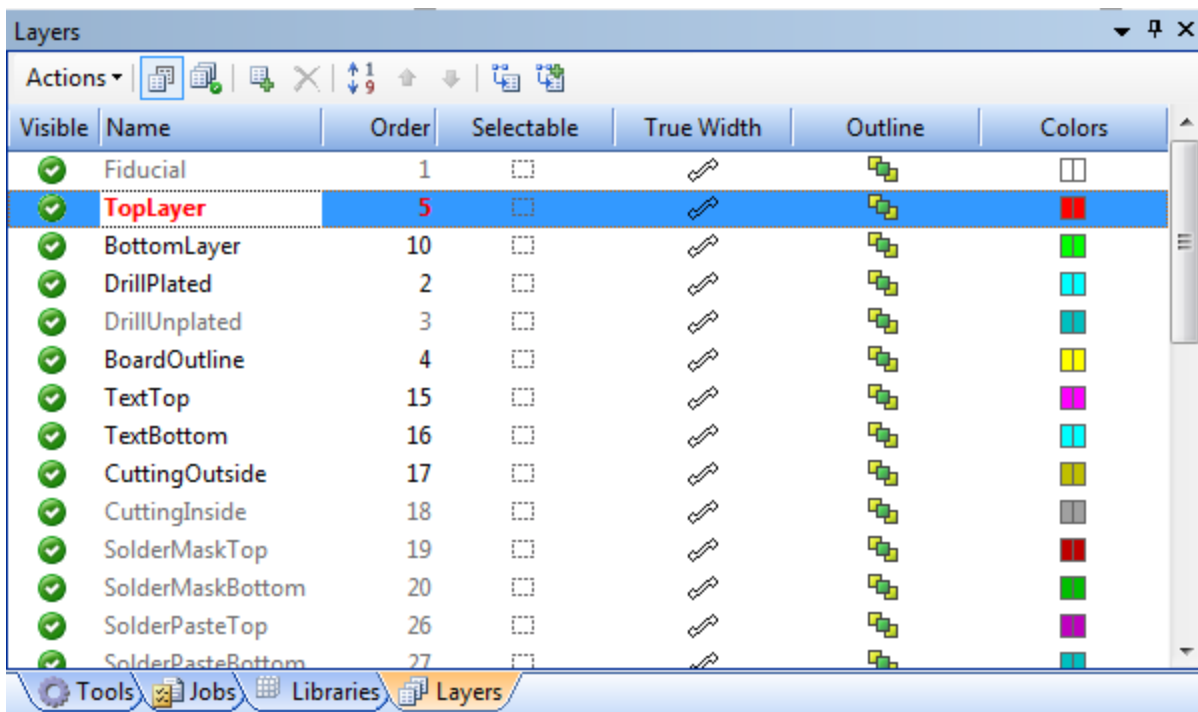 Layers
Actions 1 9
Visible Name Order Selectable True Width Outline Colors
Fiducial 1
TopLayer 5
BottomLayer 10
DrillPlated 2
DrillUnplated 3
BoardOutline 4
TextTop 15
TextBottom 16
CuttingOutside 17
CuttingInside 18
SolderMaskTop 19
SolderMaskBottom 20
SolderPasteTop 26
SolderPasteBottom 27
Tools Jobs Libraries Layers